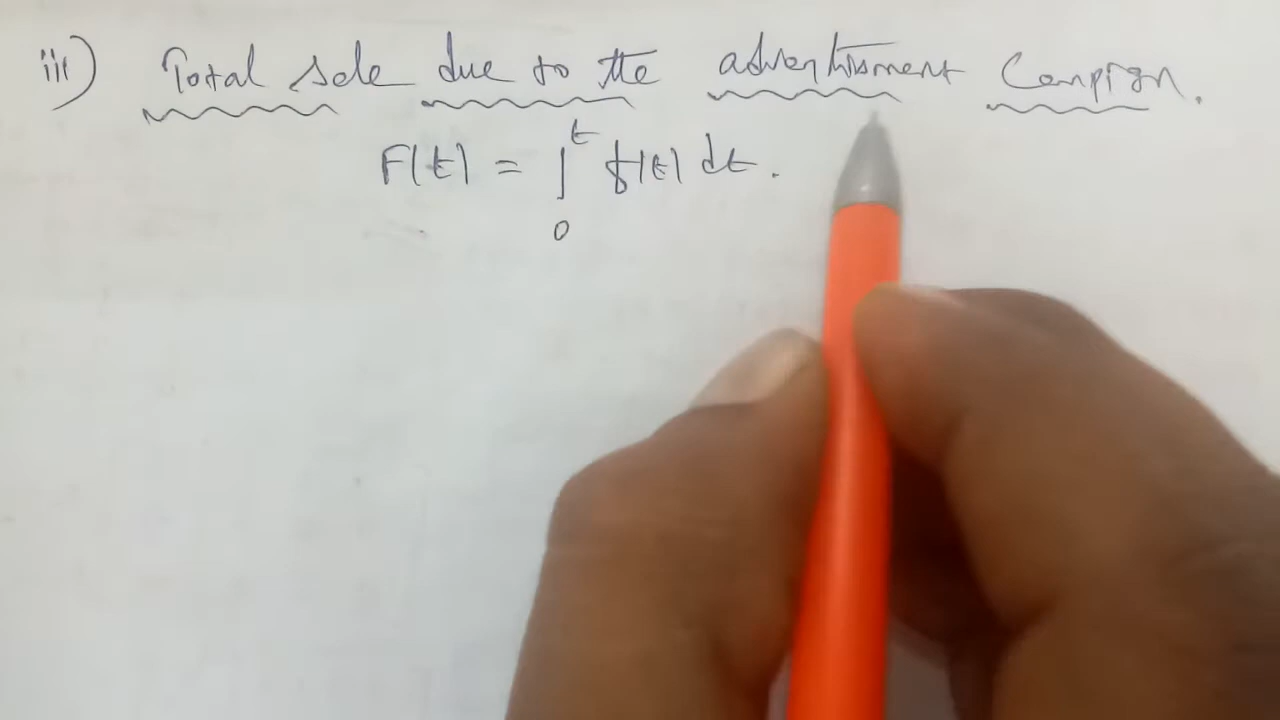 iii) Total sale due to the advertisment Campign.
F(t) = ∫₀ᵗ f(t) dt.